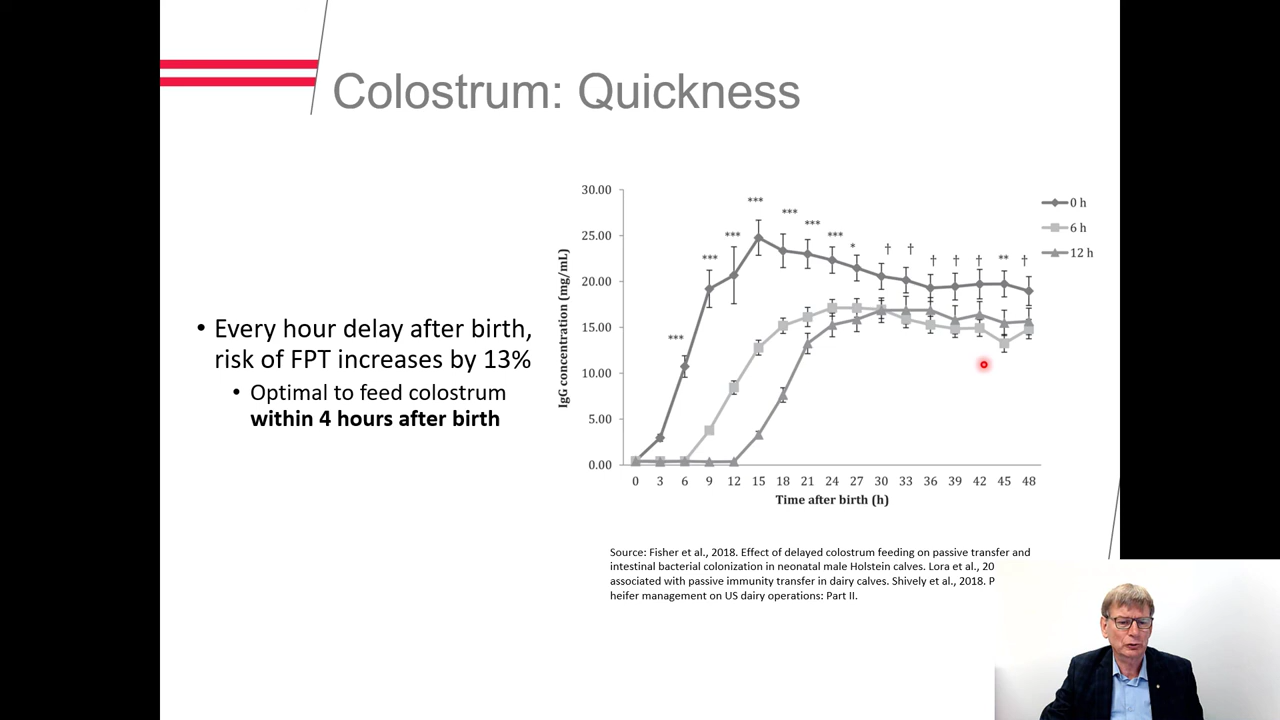 Colostrum: Quickness
• Every hour delay after birth,
risk of FPT increases by 13%
• Optimal to feed colostrum
within 4 hours after birth
IgG concentration (mg/mL)
30.00
25.00
20.00
15.00
10.00
5.00
0.00
*** *** *** *** *** *** *** * † † † † † ** †
0 h
6 h
12 h
0 3 6 9 12 15 18 21 24 27 30 33 36 39 42 45 48
Time after birth (h)
Source: Fisher et al., 2018. Effect of delayed colostrum feeding on passive transfer and
intestinal bacterial colonization in neonatal male Holstein calves. Lora et al., 20
associated with passive immunity transfer in dairy calves. Shively et al., 2018. P
heifer management on US dairy operations: Part II.